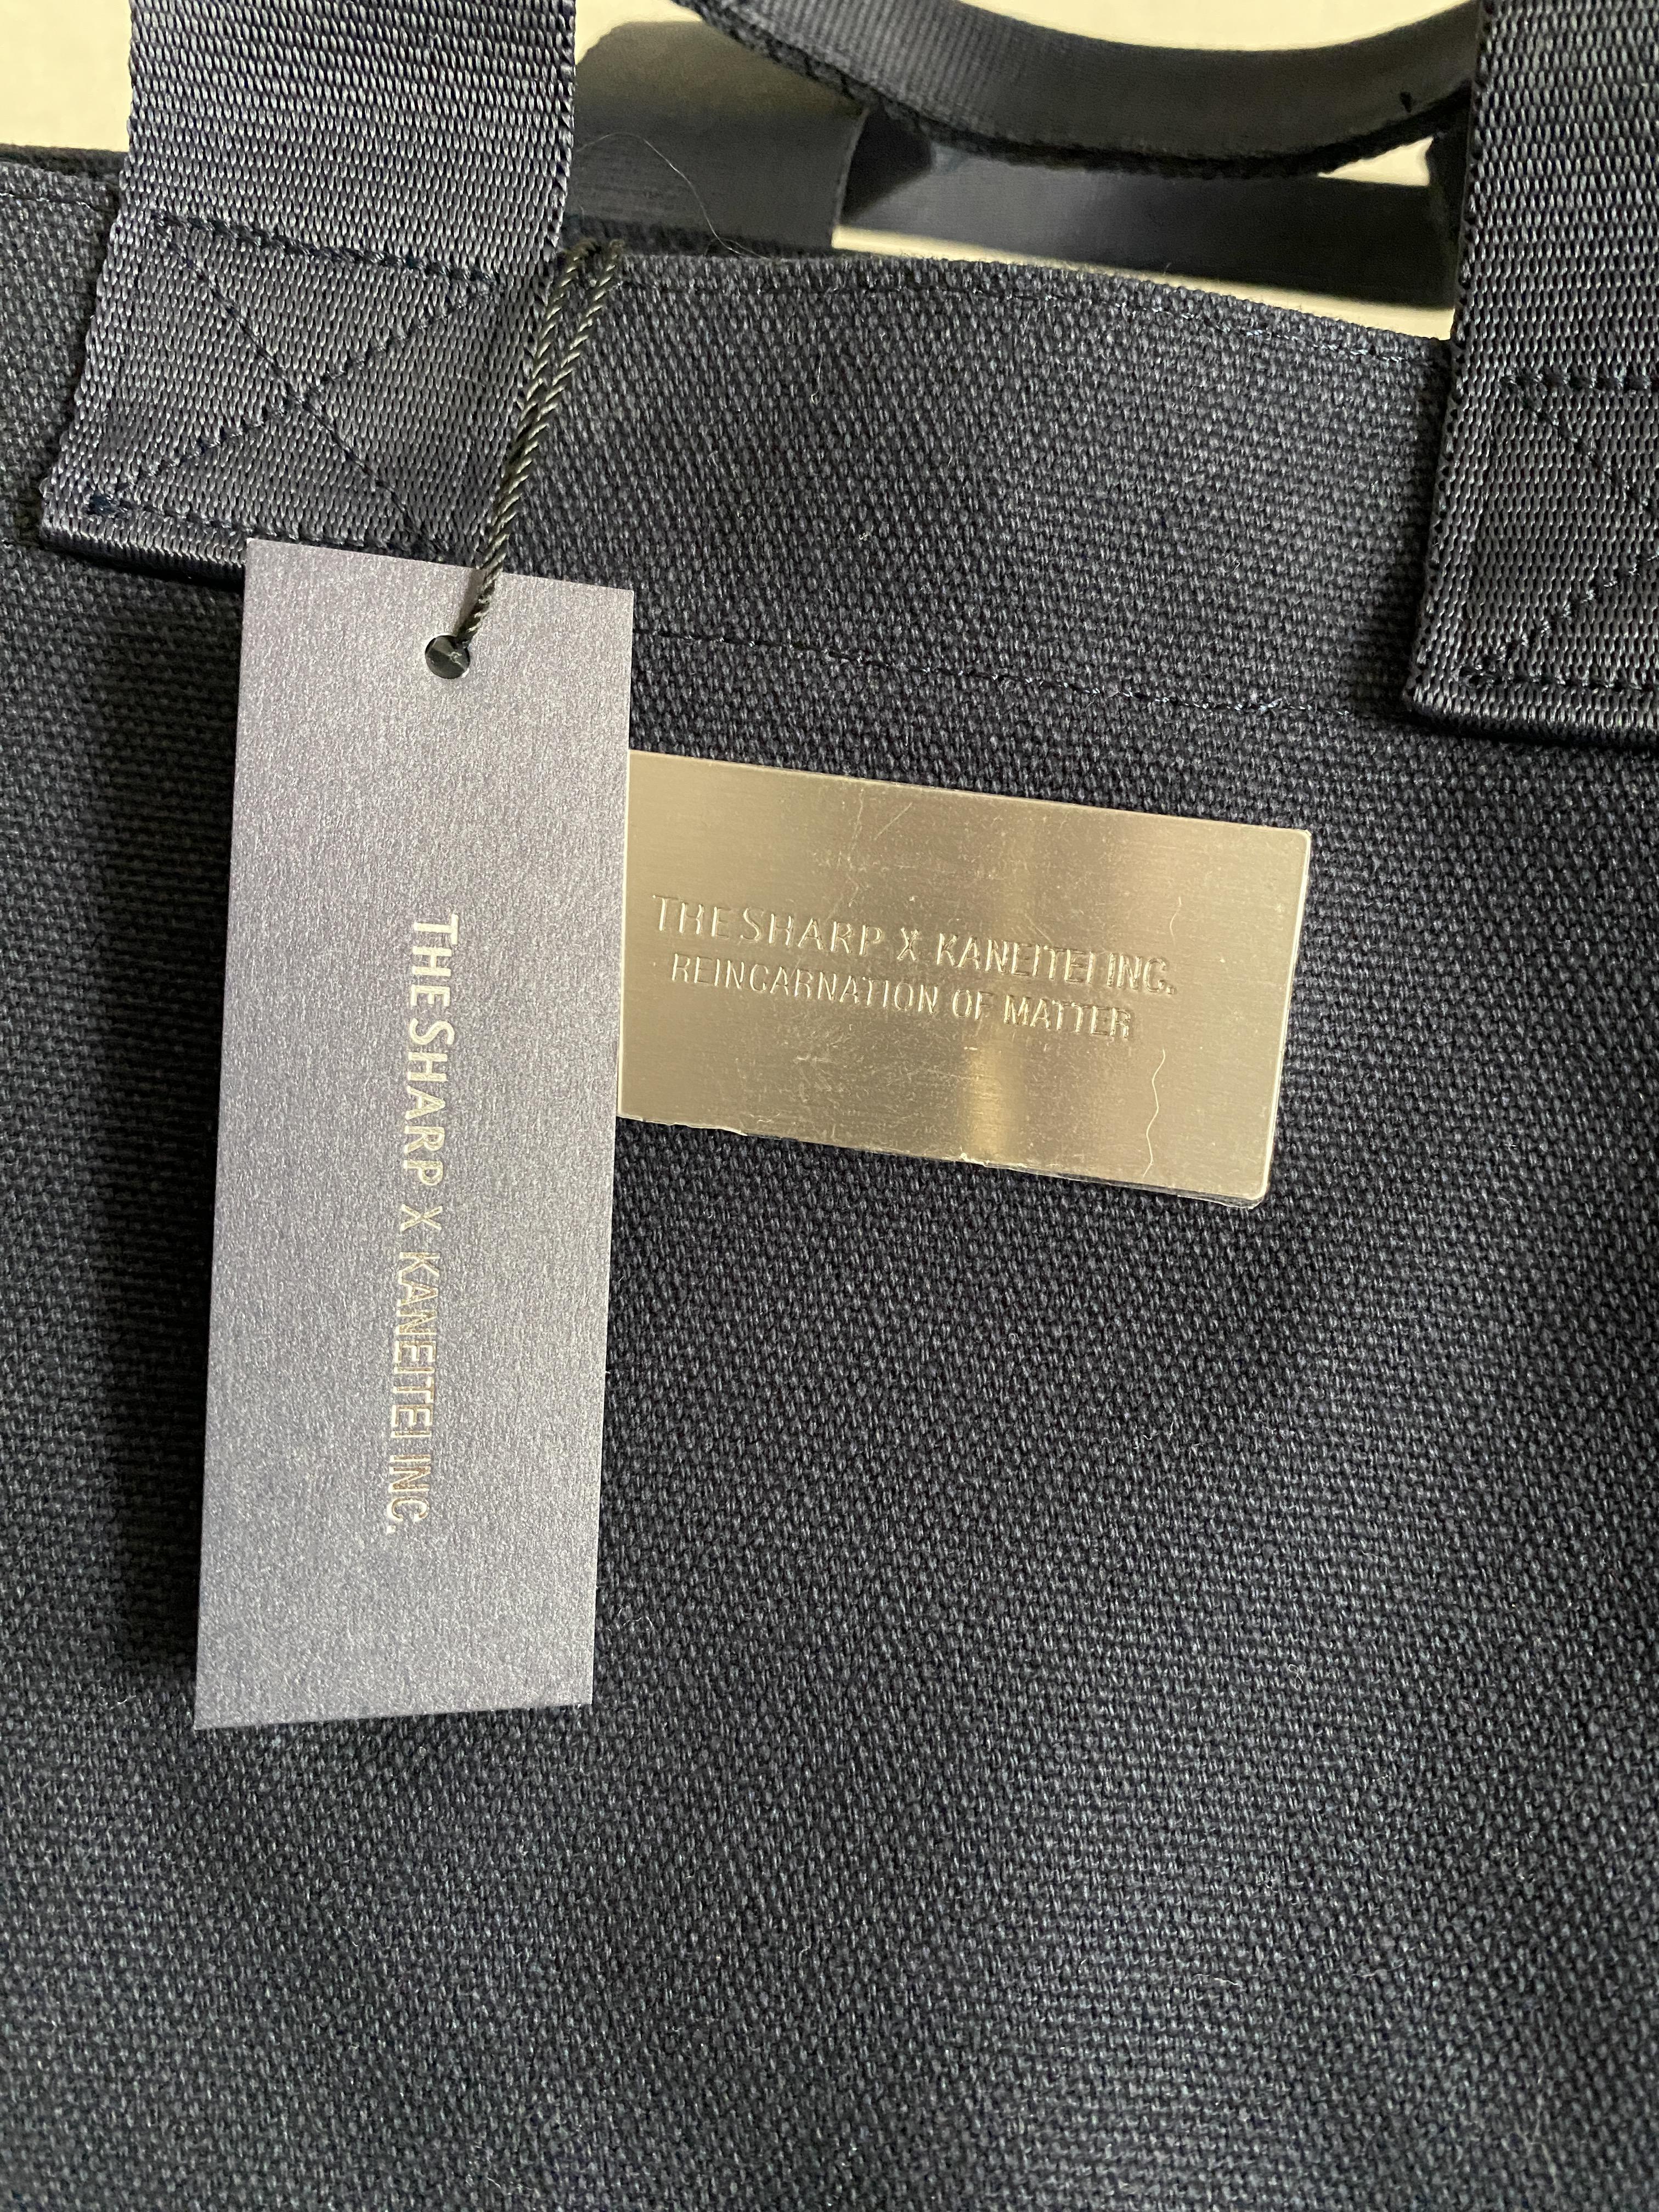 THE SHARP X KANEITEI INC.
THE SHARP X KANEITEI INC.
REINCARNATION OF MATTER